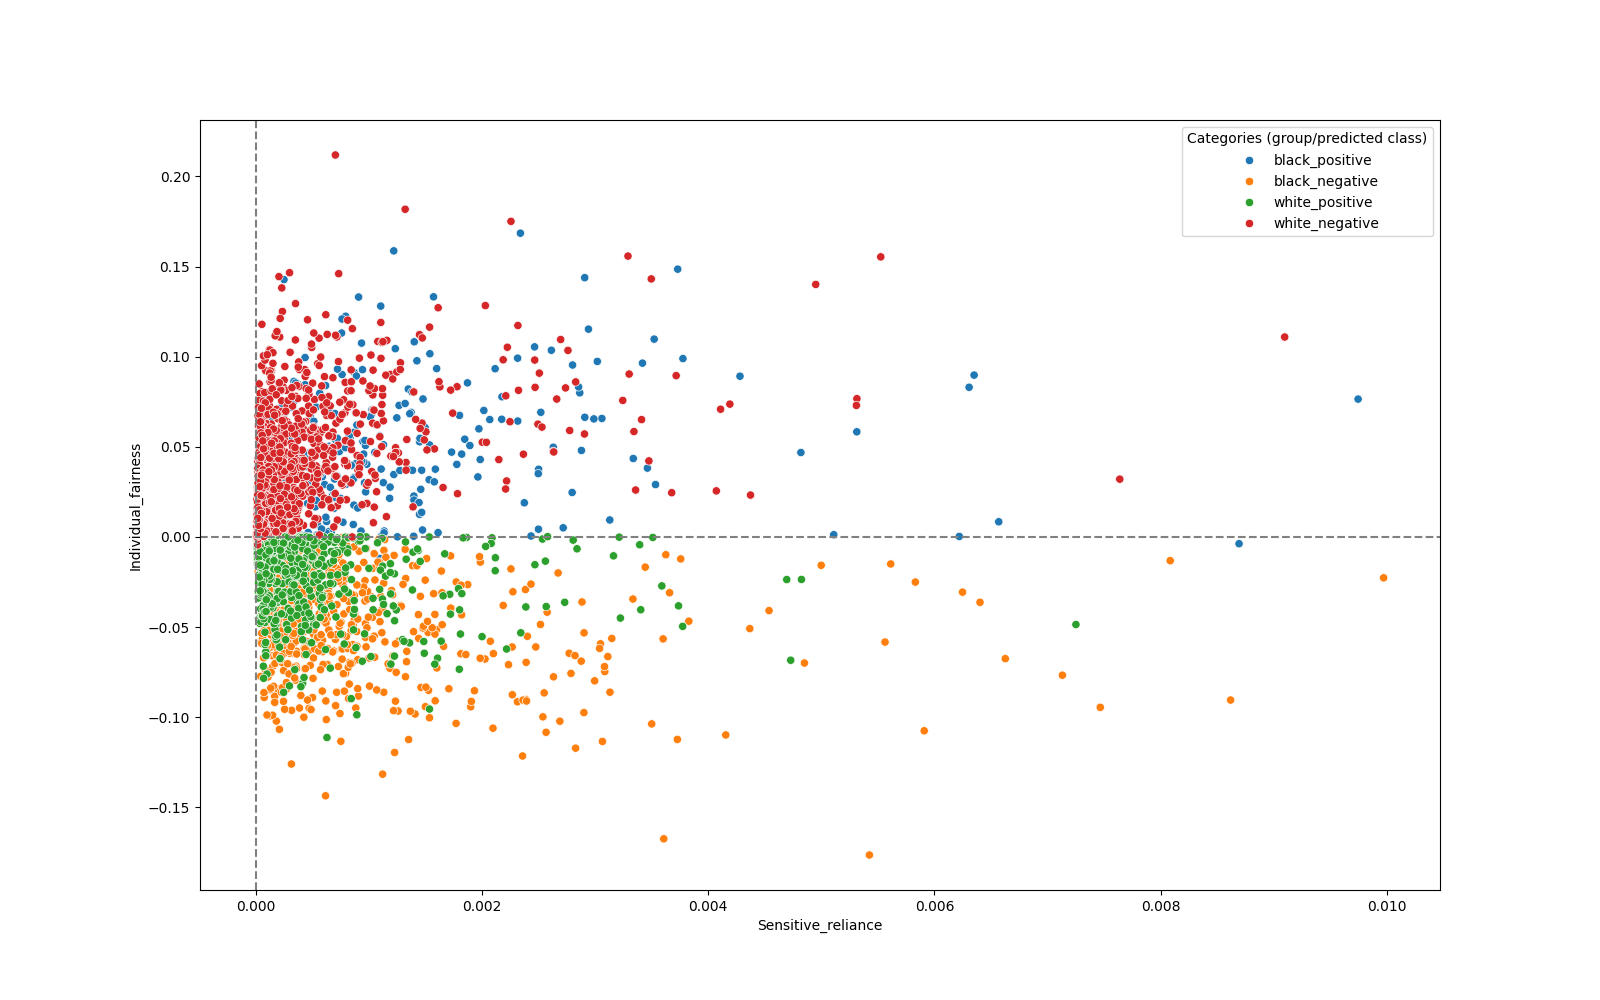 Categories (group/predicted class)
black_positive
black_negative
white_positive
white_negative
0.20
0.15
0.10
0.05
0.00
−0.05
−0.10
−0.15
Individual_fairness
0.000
0.002
0.004
0.006
0.008
0.010
Sensitive_reliance